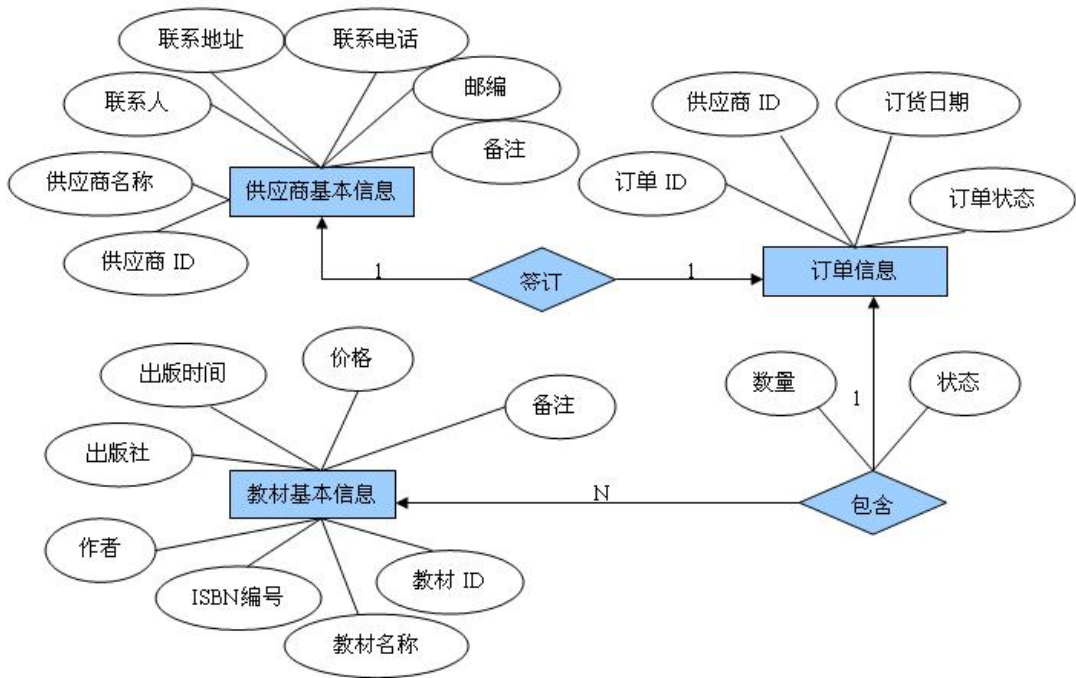 联系地址
联系电话
联系人
邮编
备注
供应商名称
供应商基本信息
供应商 ID
供应商 ID
订货日期
订单 ID
订单状态
订单信息
1
签订
1
出版时间
价格
备注
出版社
教材基本信息
作者
ISBN编号
教材名称
教材 ID
N
数量
状态
1
包含